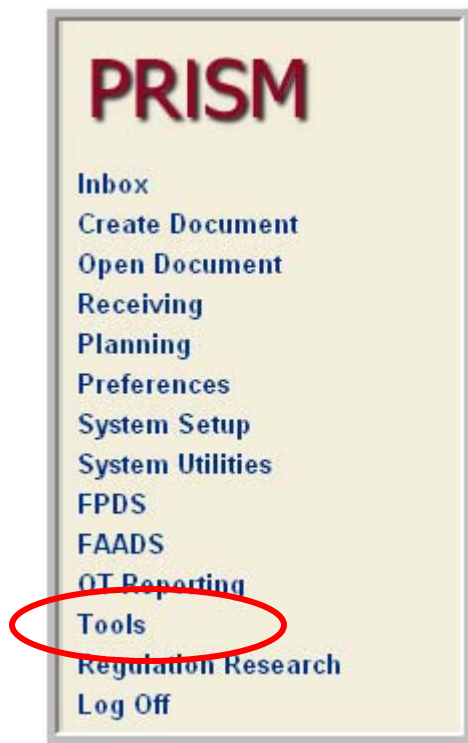 PRISM
Inbox
Create Document
Open Document
Receiving
Planning
Preferences
System Setup
System Utilities
FPDS
FAADS
OT Reporting
Tools
Regulation Research
Log Off